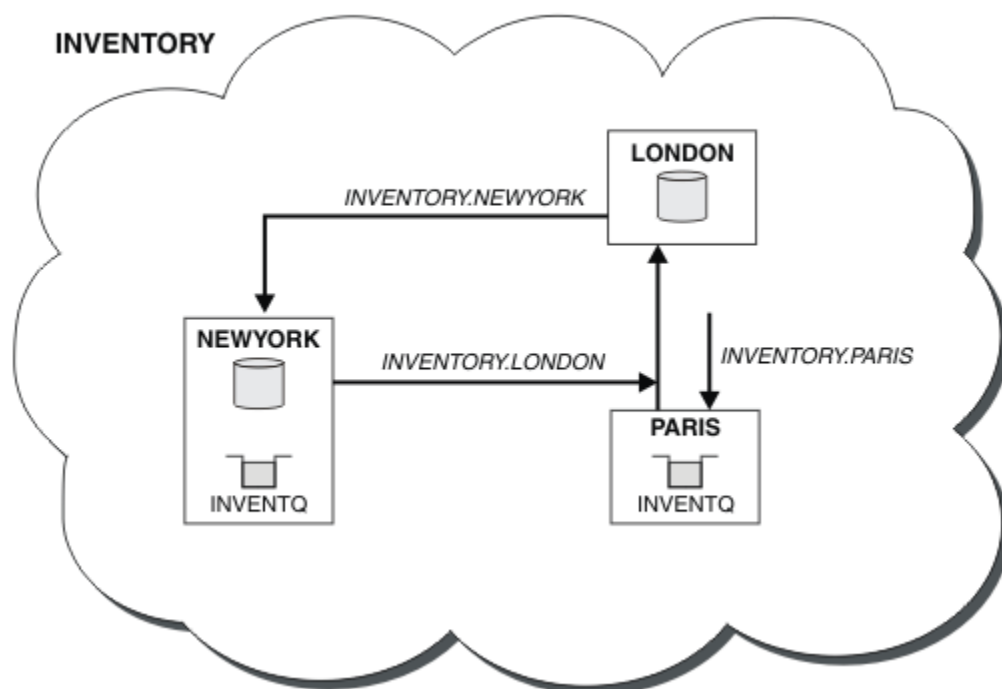 INVENTORY
LONDON
INVENTORY.NEWYORK
NEWYORK
INVENTORY.LONDON
INVENTORY.PARIS
PARIS
INVENTQ
INVENTQ